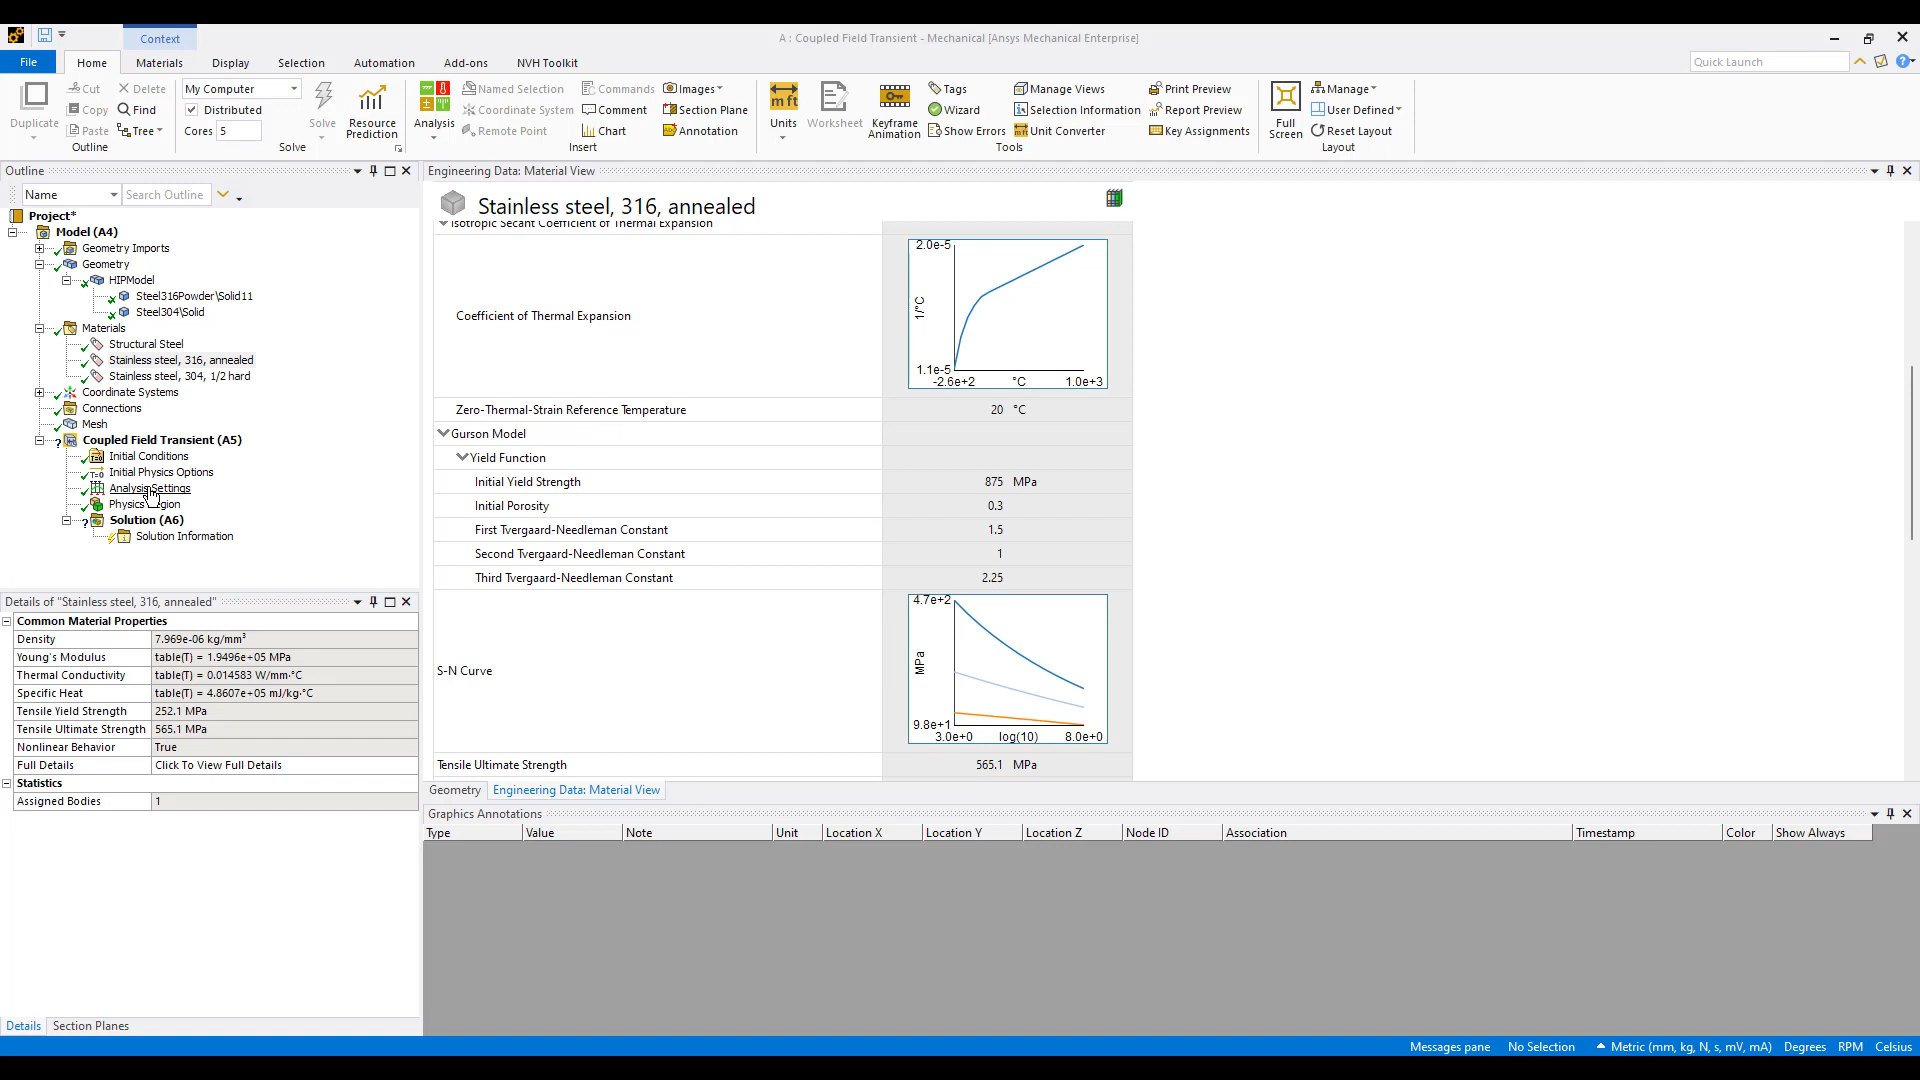 Context
A : Coupled Field Transient - Mechanical [Ansys Mechanical Enterprise]
File Home Materials Display Selection Automation Add-ons NVH Toolkit Quick Launch
Duplicate
Cut Delete
Copy Find
Paste Tree
Outline
My Computer
Distributed
Cores 5
Solve
Resource Prediction
Solve
Analysis
Named Selection Commands Images
Coordinate System Comment Section Plane
Remote Point Chart Annotation
Insert
Units Worksheet Keyframe Animation
Tags Manage Views Print Preview
Wizard Selection Information Report Preview
Show Errors Unit Converter Key Assignments
Tools
Full Screen
Manage
User Defined
Reset Layout
Layout
Outline
Name Search Outline
Project*
Model (A4)
Geometry Imports
Geometry
HIPModel
Steel316Powder\Solid11
Steel304\Solid
Materials
Structural Steel
Stainless steel, 316, annealed
Stainless steel, 304, 1/2 hard
Coordinate Systems
Connections
Mesh
Coupled Field Transient (A5)
Initial Conditions
Initial Physics Options
Analysis Settings
Solution (A6)
Solution Information
Details of "Stainless steel, 316, annealed"
Common Material Properties
Density 7.969e-06 kg/mm³
Young's Modulus table(T) = 1.9496e+05 MPa
Thermal Conductivity table(T) = 0.014583 W/mm·°C
Specific Heat table(T) = 4.8607e+05 mJ/kg·°C
Tensile Yield Strength 252.1 MPa
Tensile Ultimate Strength 565.1 MPa
Nonlinear Behavior True
Full Details Click To View Full Details
Statistics
Assigned Bodies 1
Details Section Planes
Engineering Data: Material View
Stainless steel, 316, annealed
Isotropic Secant Coefficient of Thermal Expansion
Coefficient of Thermal Expansion
2.0e-5
1/°C
1.1e-5
-2.6e+2 °C 1.0e+3
Zero-Thermal-Strain Reference Temperature 20 °C
Gurson Model
Yield Function
Initial Yield Strength 875 MPa
Initial Porosity 0.3
First Tvergaard-Needleman Constant 1.5
Second Tvergaard-Needleman Constant 1
Third Tvergaard-Needleman Constant 2.25
S-N Curve
4.7e+2
MPa
9.8e+1
3.0e+0 log(10) 8.0e+0
Tensile Ultimate Strength 565.1 MPa
Geometry Engineering Data: Material View
Graphics Annotations
Type Value Note Unit Location X Location Y Location Z Node ID Association Timestamp Color Show Always
Messages pane No Selection Metric (mm, kg, N, s, mV, mA) Degrees RPM Celsius